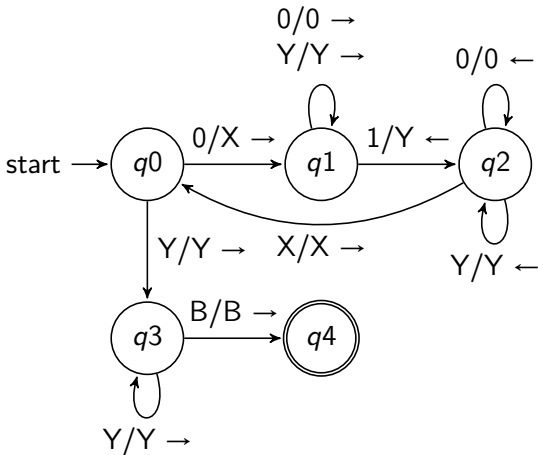 0/0 →
Y/Y →
0/0 ←
start
q0
0/X →
q1
1/Y ←
q2
Y/Y →
X/X →
Y/Y ←
q3
B/B →
q4
Y/Y →